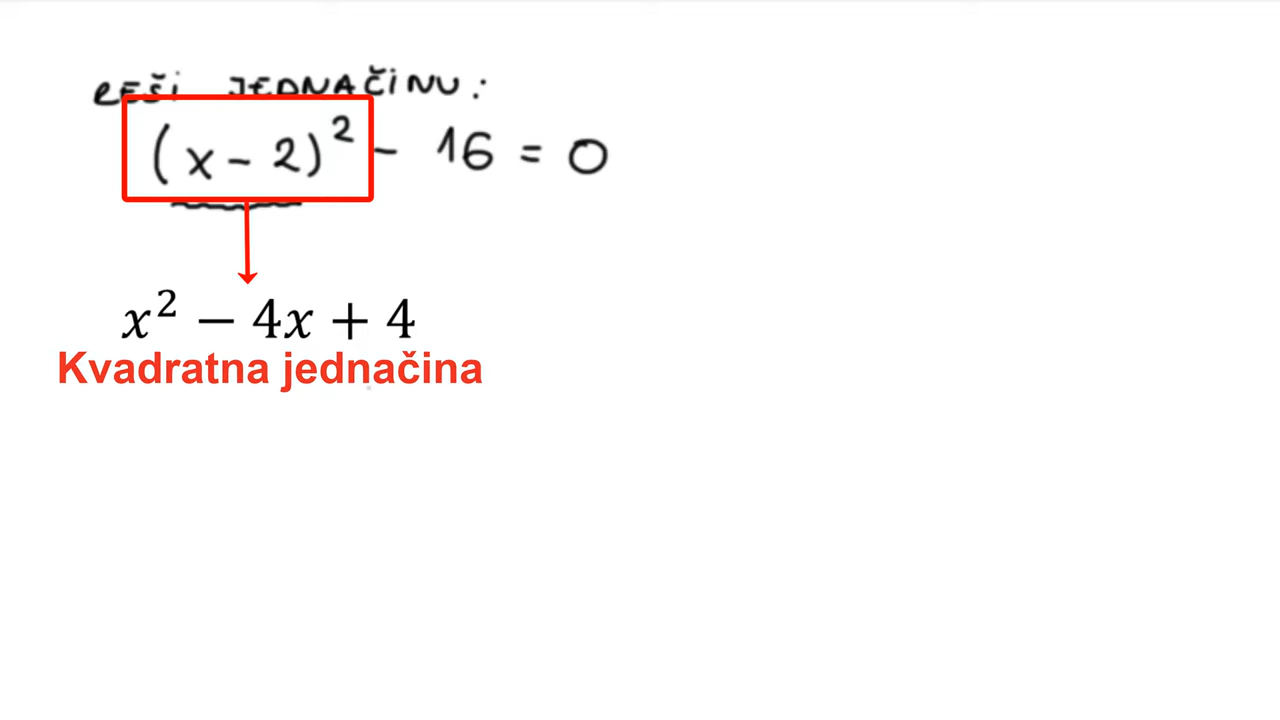 REŠI JEDNAČINU:
(x - 2)² - 16 = 0
x² − 4x + 4
Kvadratna jednačina